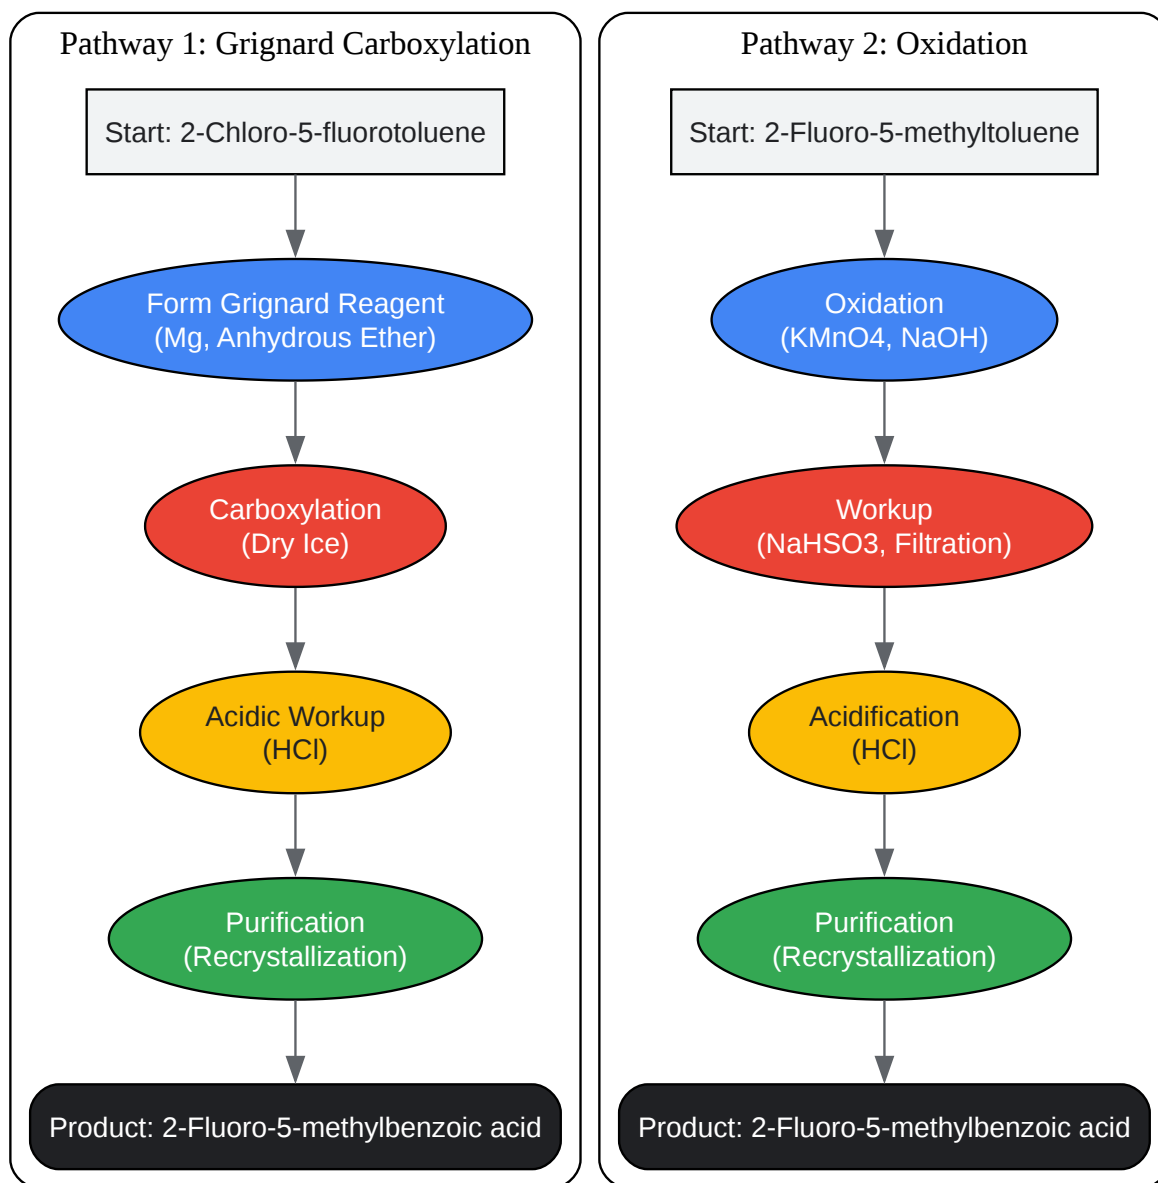 Pathway 1: Grignard Carboxylation
Start: 2-Chloro-5-fluorotoluene
Form Grignard Reagent
(Mg, Anhydrous Ether)
Carboxylation
(Dry Ice)
Acidic Workup
(HCl)
Purification
(Recrystallization)
Product: 2-Fluoro-5-methylbenzoic acid
Pathway 2: Oxidation
Start: 2-Fluoro-5-methyltoluene
Oxidation
(KMnO4, NaOH)
Workup
(NaHSO3, Filtration)
Acidification
(HCl)
Purification
(Recrystallization)
Product: 2-Fluoro-5-methylbenzoic acid